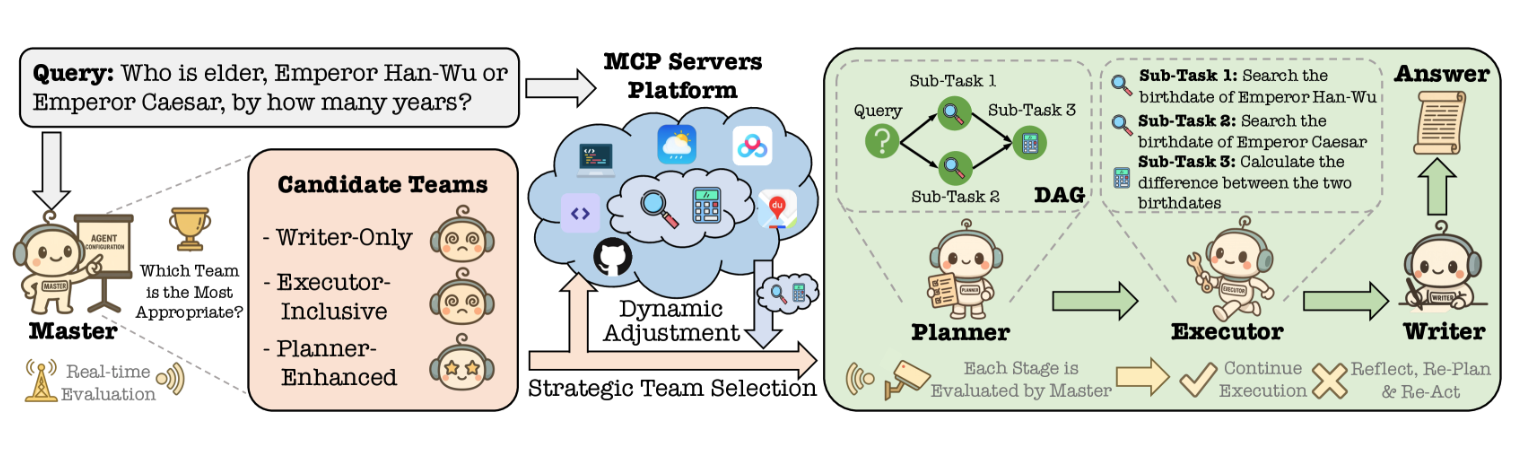 Query: Who is elder, Emperor Han-Wu or
Emperor Caesar, by how many years?
MASTER
AGENT
CONFIGURATION
Master
Which Team
is the Most
Appropriate?
Real-time
Evaluation
Candidate Teams
- Writer-Only
- Executor-
Inclusive
- Planner-
Enhanced
MCP Servers
Platform
</>
<>
du
Dynamic
Adjustment
Strategic Team Selection
Sub-Task 1
Query
Sub-Task 3
?
Sub-Task 2
DAG
Sub-Task 1: Search the
birthdate of Emperor Han-Wu
Sub-Task 2: Search the
birthdate of Emperor Caesar
Sub-Task 3: Calculate the
difference between the two
birthdates
Answer
PLANNER
Planner
EXECUTOR
Executor
WRITER
Writer
Each Stage is
Evaluated by Master
Continue
Execution
Reflect, Re-Plan
& Re-Act